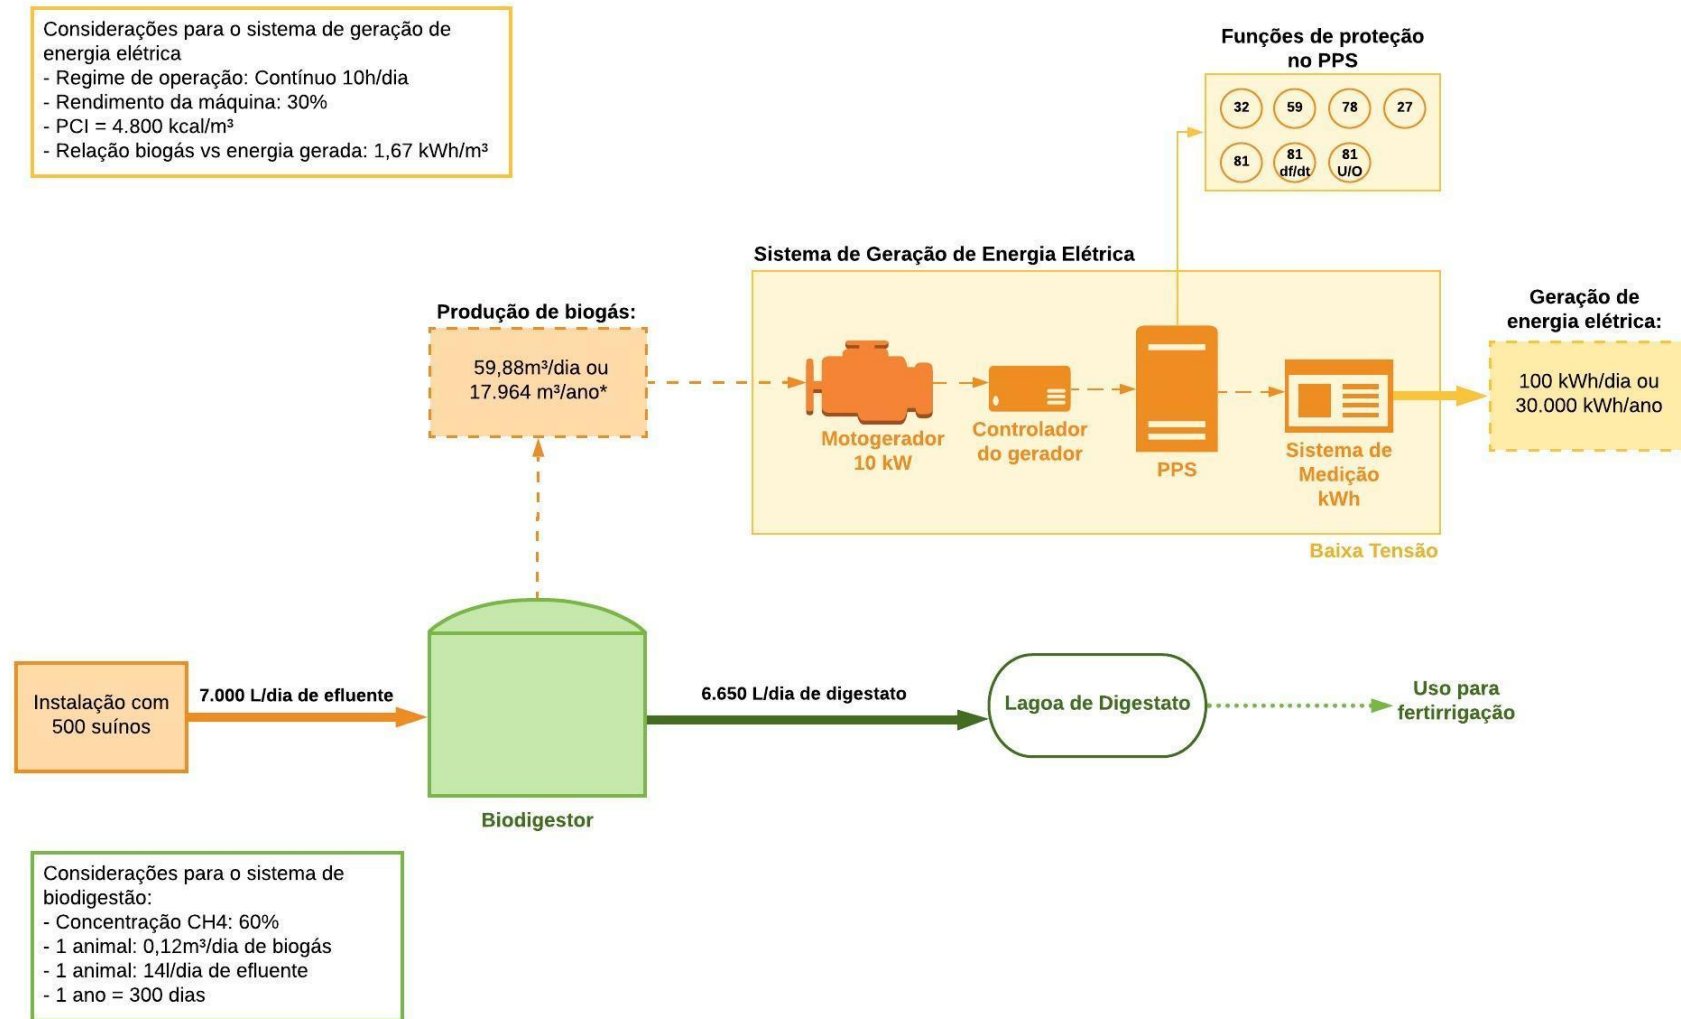 Considerações para o sistema de geração de
energia elétrica
- Regime de operação: Contínuo 10h/dia
- Rendimento da máquina: 30%
- PCI = 4.800 kcal/m³
- Relação biogás vs energia gerada: 1,67 kWh/m³
Funções de proteção
no PPS
32 59 78 27
81 81 df/dt 81 U/O
Sistema de Geração de Energia Elétrica
Produção de biogás:
59,88m³/dia ou
17.964 m³/ano*
Motogerador
10 kW
Controlador
do gerador
PPS
Sistema de
Medição
kWh
Baixa Tensão
Geração de
energia elétrica:
100 kWh/dia ou
30.000 kWh/ano
Instalação com
500 suínos
7.000 L/dia de efluente
Biodigestor
6.650 L/dia de digestato
Lagoa de Digestato
Uso para
fertirrigação
Considerações para o sistema de
biodigestão:
- Concentração CH4: 60%
- 1 animal: 0,12m³/dia de biogás
- 1 animal: 14l/dia de efluente
- 1 ano = 300 dias